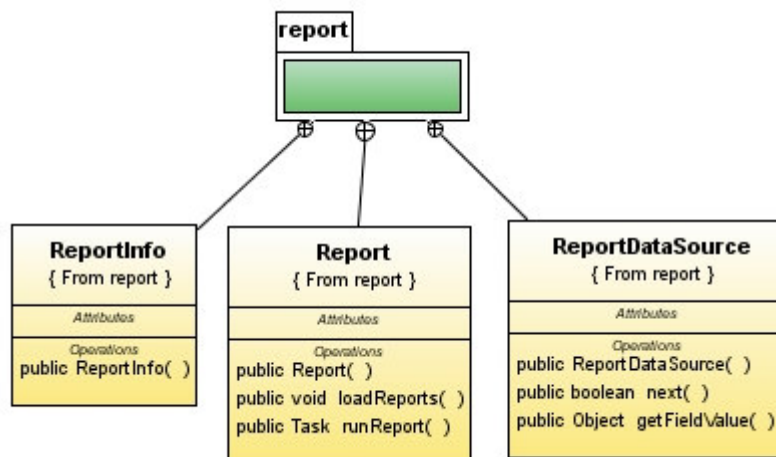 report
ReportInfo
{ From report }
Attributes
Operations
public ReportInfo( )
Report
{ From report }
Attributes
Operations
public Report( )
public void loadReports( )
public Task runReport( )
ReportDataSource
{ From report }
Attributes
Operations
public ReportDataSource( )
public boolean next( )
public Object getFieldValue( )